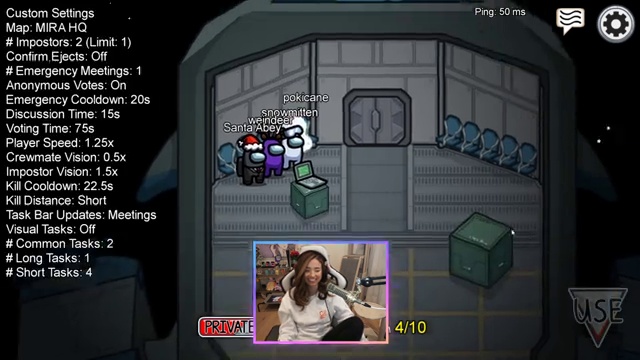 Custom Settings
Map: MIRA HQ
# Impostors: 2 (Limit: 1)
Confirm Ejects: Off
# Emergency Meetings: 1
Anonymous Votes: On
Emergency Cooldown: 20s
Discussion Time: 15s
Voting Time: 75s
Player Speed: 1.25x
Crewmate Vision: 0.5x
Impostor Vision: 1.5x
Kill Cooldown: 22.5s
Kill Distance: Short
Task Bar Updates: Meetings
Visual Tasks: Off
# Common Tasks: 2
# Long Tasks: 1
# Short Tasks: 4
Ping: 50 ms
pokicane
snowmitten
weindeer
Santa Abey
PRIVATE
4/10
USE